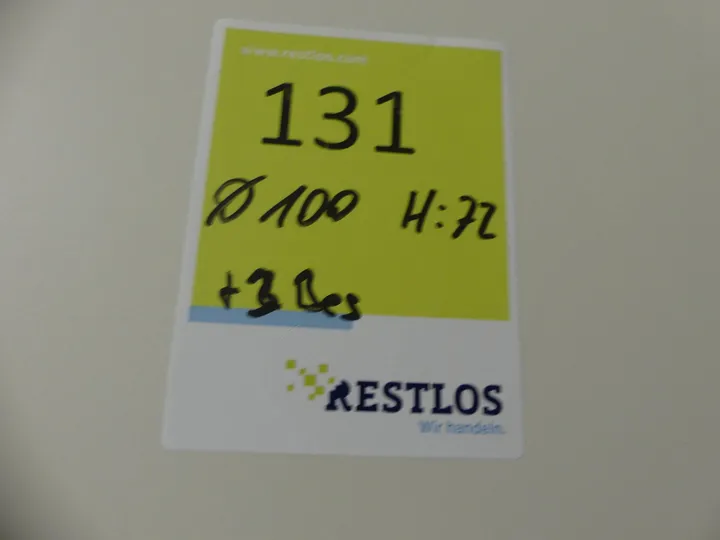 www.restlos.com
131
Ø 100 H:72
+3 Bes
RESTLOS
Wir handeln.